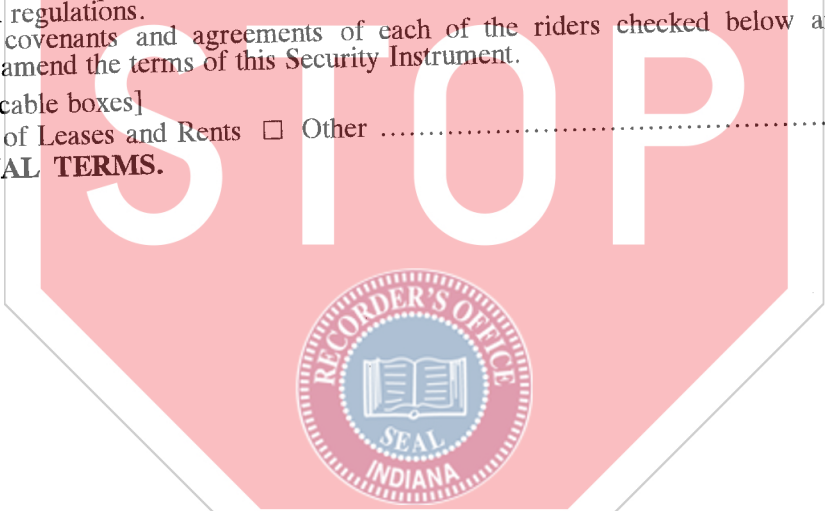 regulations.
covenants and agreements of each of the riders checked below
amend the terms of this Security Instrument.
cable boxes]
of Leases and Rents ☐ Other ..............................................................
AL TERMS.
STOP
RECORDER'S OFFICE
SEAL
INDIANA